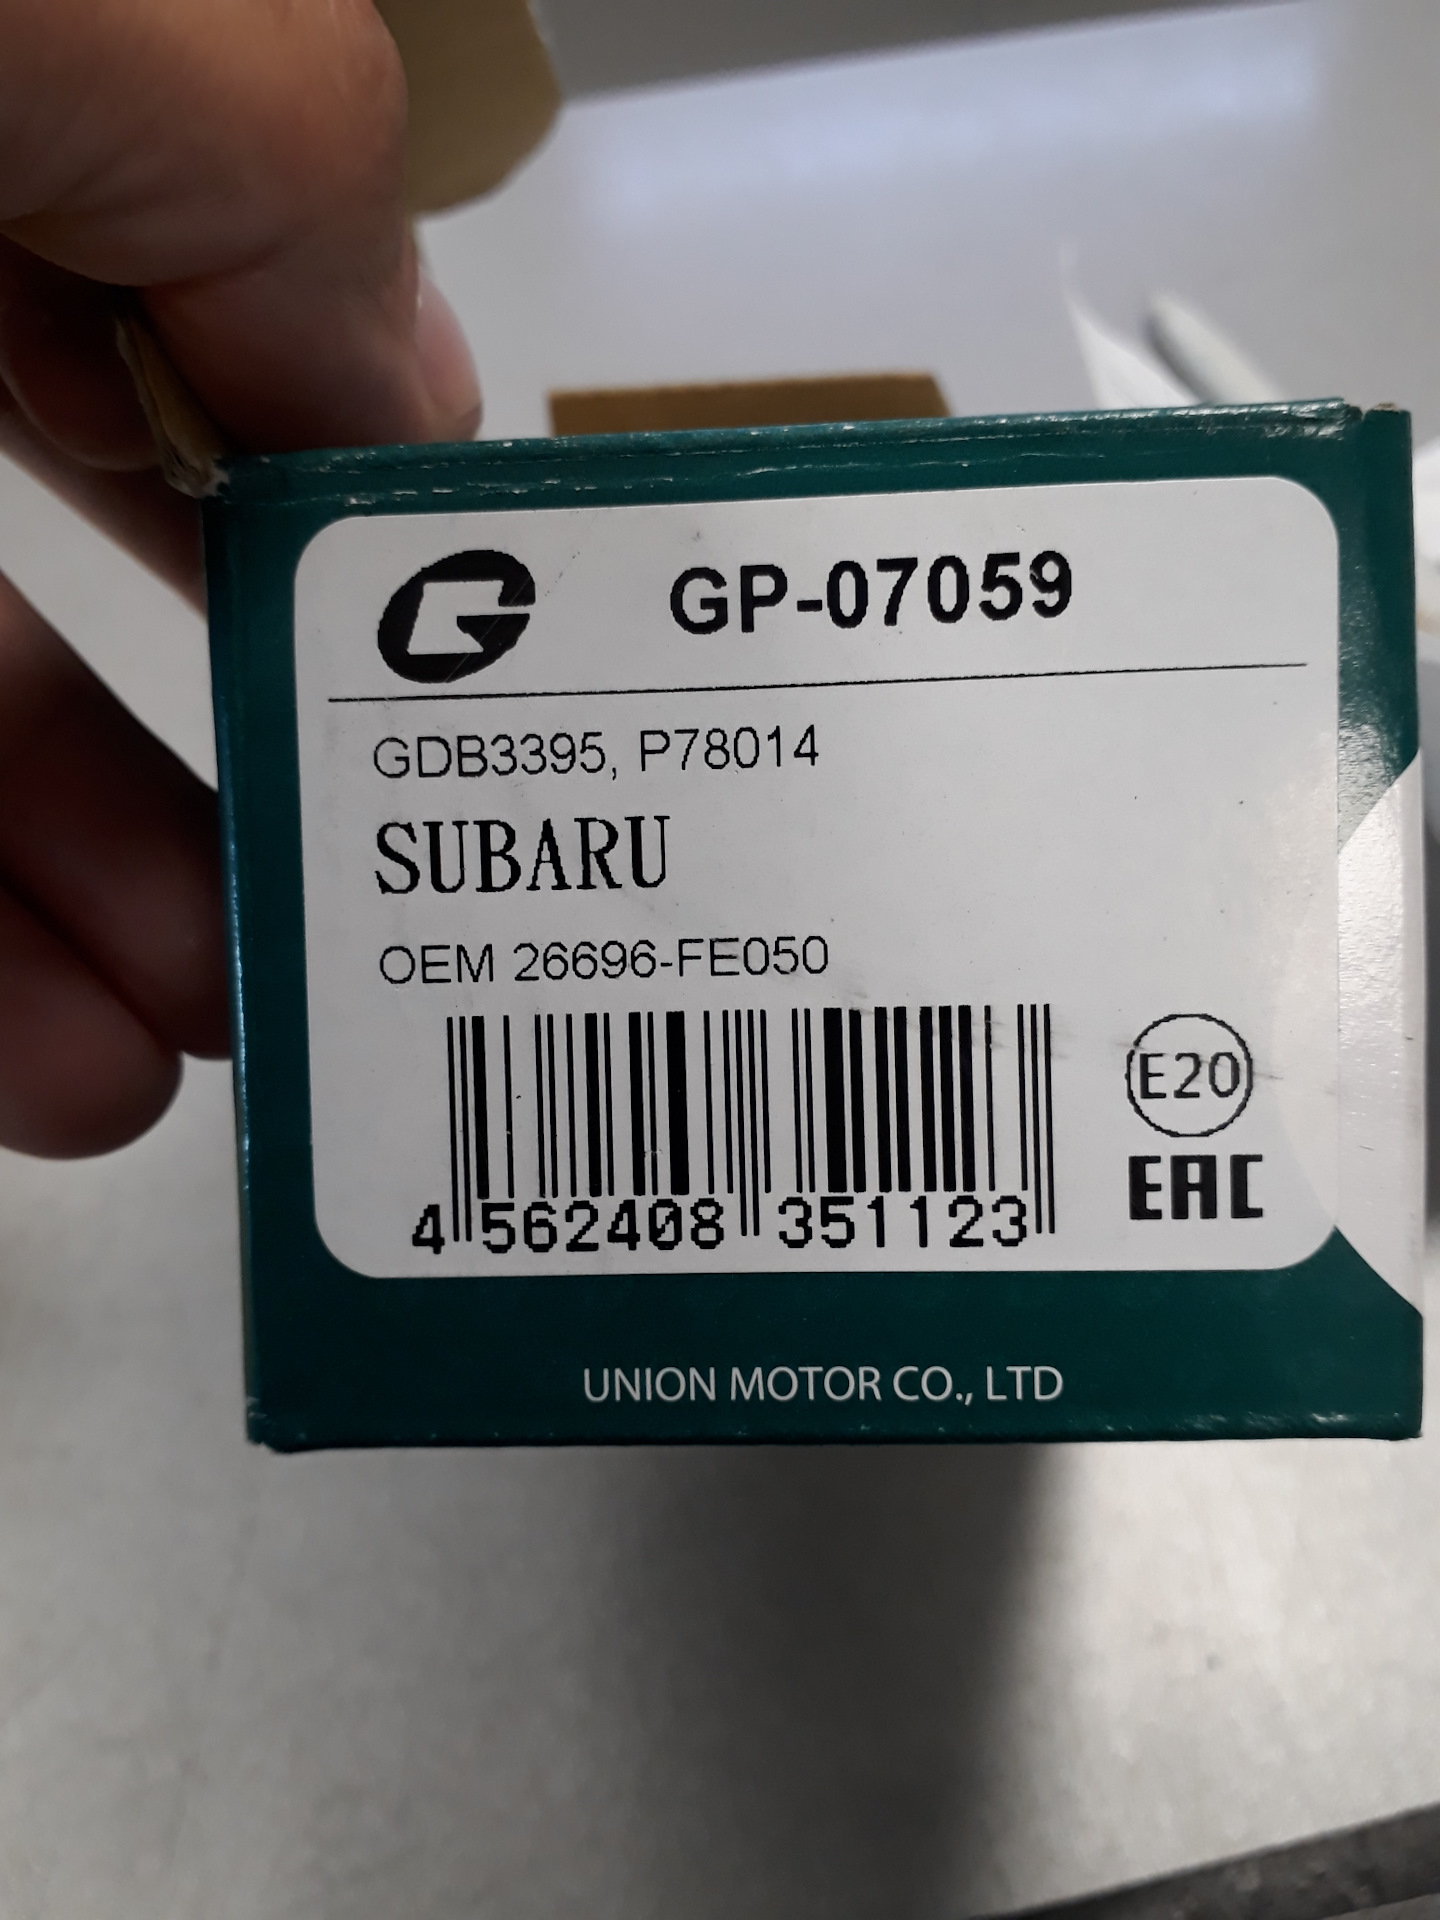 GP-07059
GDB3395, P78014
SUBARU
OEM 26696-FE050
E20
EAC
4 562408 351123
UNION MOTOR CO., LTD